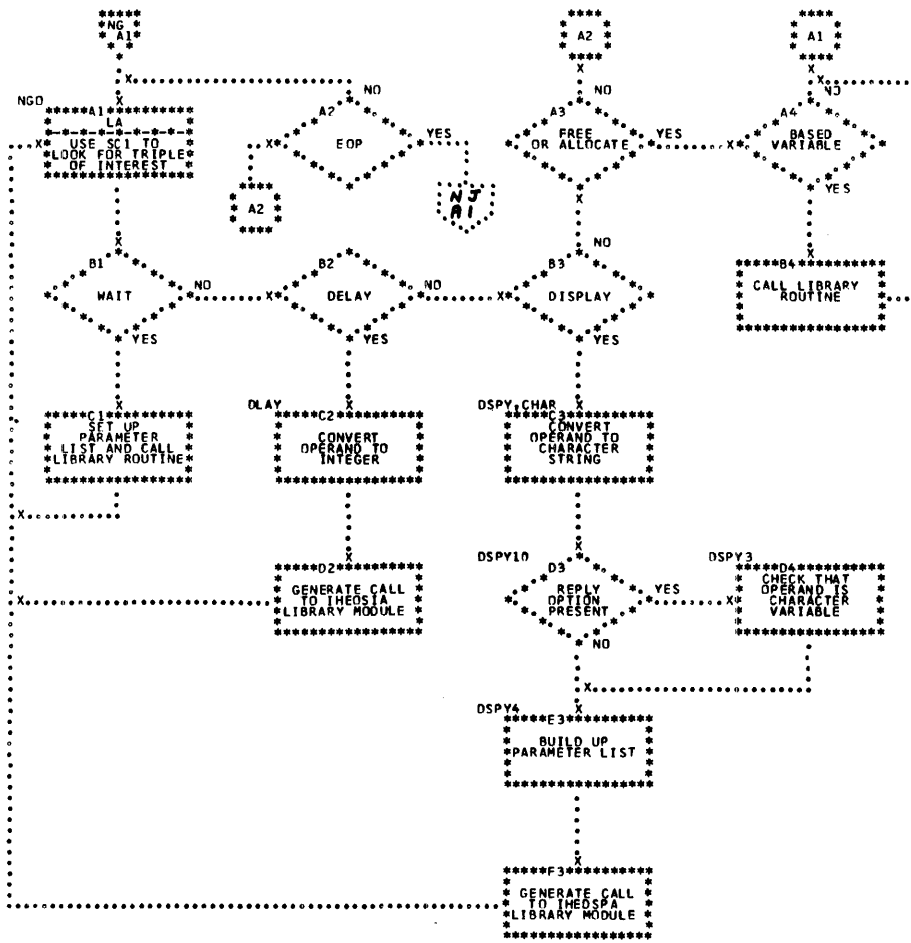 NG
A1
A2
A1
NO
NO
NO
NGO
A1
LA
USE SC1 TO
LOOK FOR TRIPLE
OF INTEREST
A2
EOP
YES
A3
FREE
OR ALLOCATE
YES
A4
BASED
VARIABLE
YES
A2
NJ
A1
NO
B1
WAIT
NO
YES
B2
DELAY
NO
YES
B3
DISPLAY
YES
B4
CALL LIBRARY
ROUTINE
C1
SET UP
PARAMETER
LIST AND CALL
LIBRARY ROUTINE
DLAY
C2
CONVERT
OPERAND TO
INTEGER
DSPY,CHAR
C3
CONVERT
OPERAND TO
CHARACTER
STRING
D2
GENERATE CALL
TO IHEOSIA
LIBRARY MODULE
DSPY10
D3
REPLY
OPTION
PRESENT
YES
NO
DSPY3
D4
CHECK THAT
OPERAND IS
CHARACTER
VARIABLE
DSPY4
E3
BUILD UP
PARAMETER LIST
F3
GENERATE CALL
TO IHEDSPA
LIBRARY MODULE